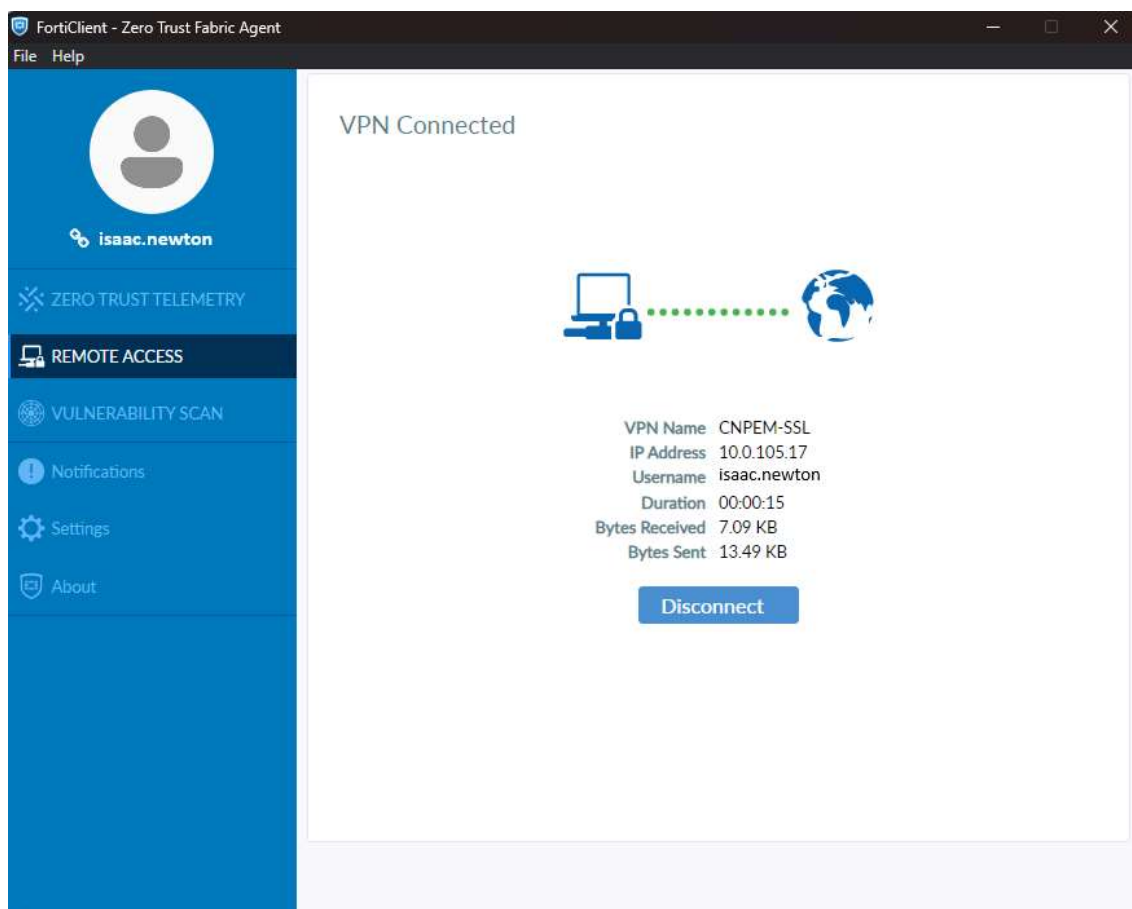 FortiClient - Zero Trust Fabric Agent
File Help
isaac.newton
ZERO TRUST TELEMETRY
REMOTE ACCESS
VULNERABILITY SCAN
Notifications
Settings
About
VPN Connected
VPN Name CNPEM-SSL
IP Address 10.0.105.17
Username isaac.newton
Duration 00:00:15
Bytes Received 7.09 KB
Bytes Sent 13.49 KB
Disconnect